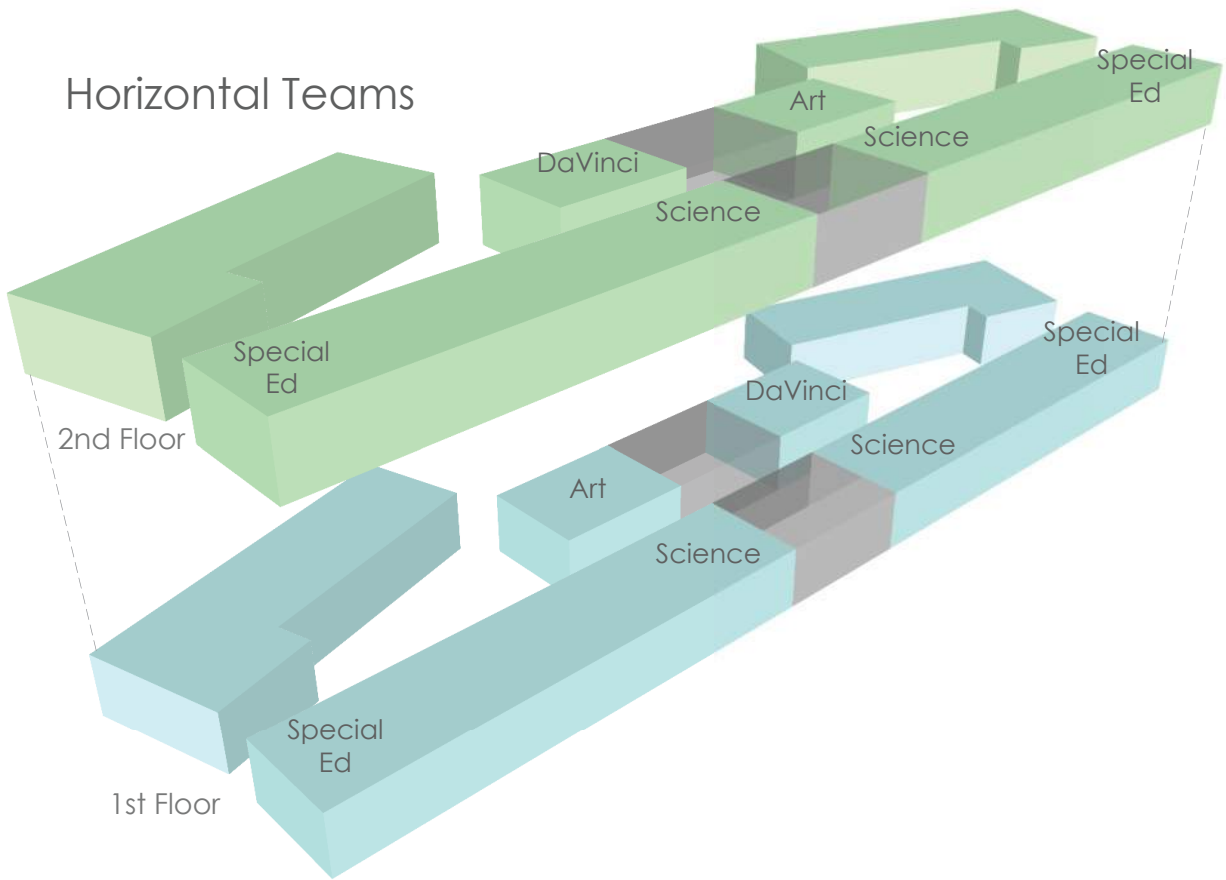 Horizontal Teams
Special
Ed
Art
Science
DaVinci
Science
Special
Ed
2nd Floor
Special
Ed
DaVinci
Science
Art
Science
Special
Ed
1st Floor